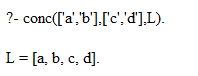 ?- conc(['a','b'],['c','d'],L).
L = [a, b, c, d].